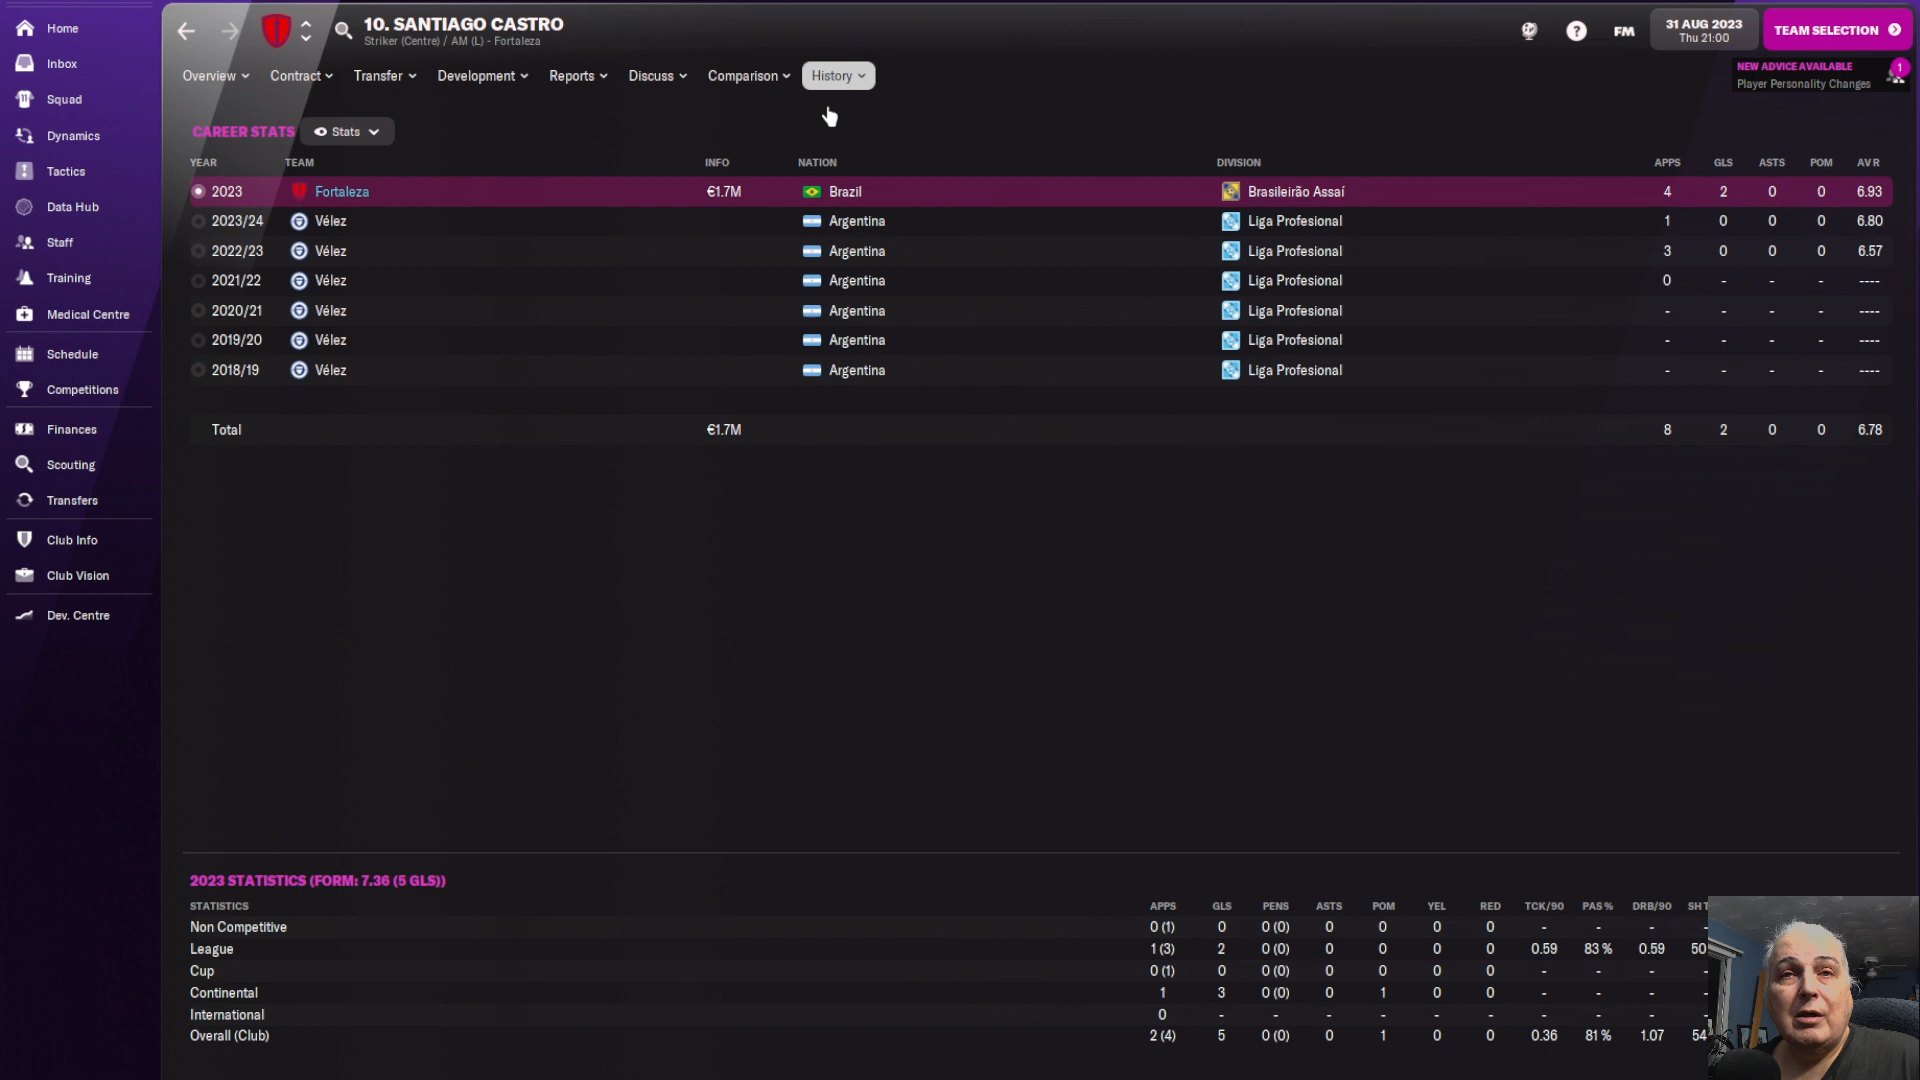 Home
Inbox
Squad
Dynamics
Tactics
Data Hub
Staff
Training
Medical Centre
Schedule
Competitions
Finances
Scouting
Transfers
Club Info
Club Vision
Dev. Centre
10. SANTIAGO CASTRO
Striker (Centre) / AM (L) - Fortaleza
? FM 31 AUG 2023
Thu 21:00
TEAM SELECTION
NEW ADVICE AVAILABLE 1
Player Personality Changes
Overview Contract Transfer Development Reports Discuss Comparison History
CAREER STATS Stats
YEAR TEAM INFO NATION DIVISION APPS GLS ASTS POM AV R
2023 Fortaleza €1.7M Brazil Brasileirão Assaí 4 2 0 0 6.93
2023/24 Vélez Argentina Liga Profesional 1 0 0 0 6.80
2022/23 Vélez Argentina Liga Profesional 3 0 0 0 6.57
2021/22 Vélez Argentina Liga Profesional 0 - - - ----
2020/21 Vélez Argentina Liga Profesional - - - - ----
2019/20 Vélez Argentina Liga Profesional - - - - ----
2018/19 Vélez Argentina Liga Profesional - - - - ----
Total €1.7M 8 2 0 0 6.78
2023 STATISTICS (FORM: 7.36 (5 GLS))
STATISTICS APPS GLS PENS ASTS POM YEL RED TCK/90 PAS % DRB/90 SHT
Non Competitive 0 (1) 0 0 (0) 0 0 0 0 - - - -
League 1 (3) 2 0 (0) 0 0 0 0 0.59 83 % 0.59 50
Cup 0 (1) 0 0 (0) 0 0 0 0 - - - -
Continental 1 3 0 (0) 0 1 0 0 - - - -
International 0 - - - - - - - - - -
Overall (Club) 2 (4) 5 0 (0) 0 1 0 0 0.36 81 % 1.07 54